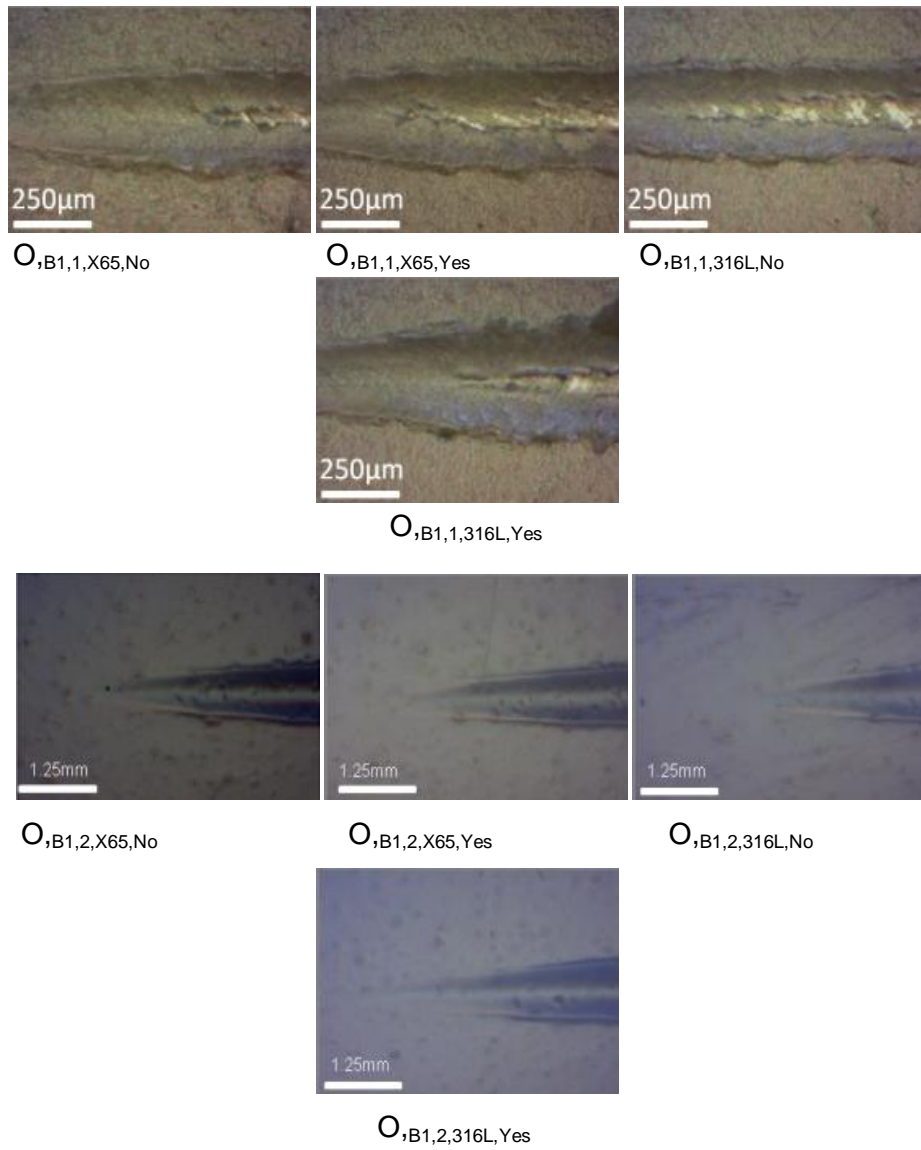 250µm 250µm 250µm
O,B1,1,X65,No O,B1,1,X65,Yes O,B1,1,316L,No
250µm
O,B1,1,316L,Yes
1.25mm 1.25mm 1.25mm
O,B1,2,X65,No O,B1,2,X65,Yes O,B1,2,316L,No
1.25mm
O,B1,2,316L,Yes